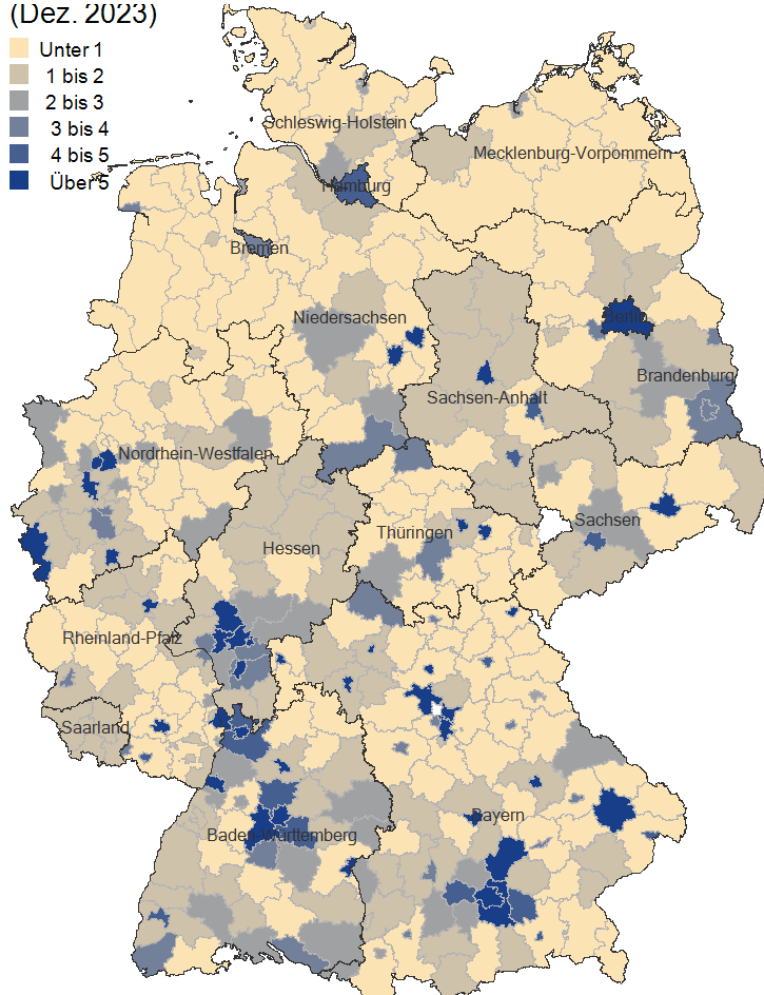 (Dez. 2023)
Unter 1
1 bis 2
2 bis 3
3 bis 4
4 bis 5
Über 5
Schleswig-Holstein
Mecklenburg-Vorpommern
Hamburg
Bremen
Niedersachsen
Berlin
Brandenburg
Sachsen-Anhalt
Nordrhein-Westfalen
Sachsen
Thüringen
Hessen
Rheinland-Pfalz
Saarland
Bayern
Baden-Württemberg